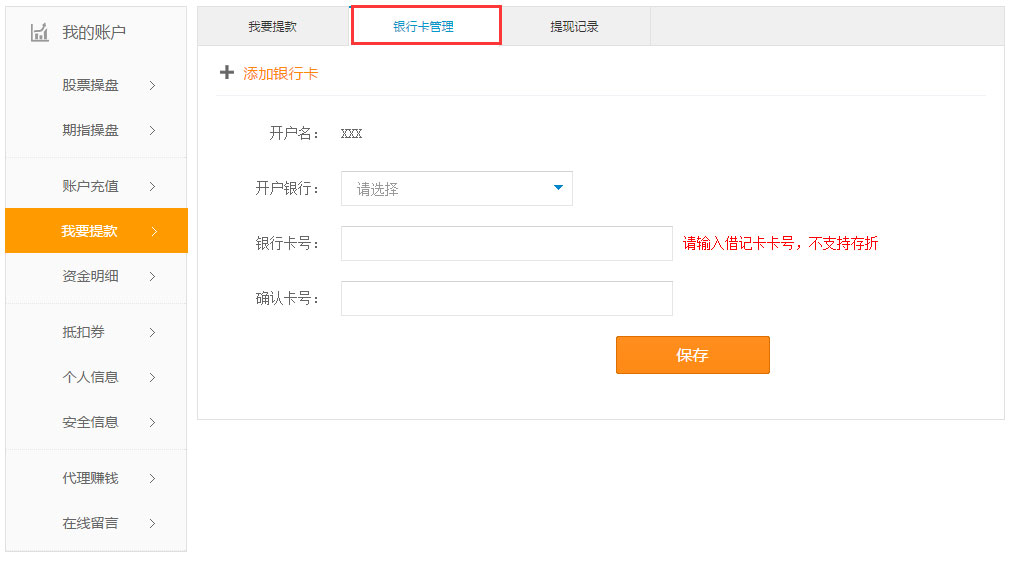 我的账户
股票操盘
期指操盘
账户充值
我要提款
资金明细
抵扣券
个人信息
安全信息
代理赚钱
在线留言
我要提款 银行卡管理 提现记录
添加银行卡
开户名： XXX
开户银行： 请选择
银行卡号： 请输入借记卡卡号，不支持存折
确认卡号：
保存